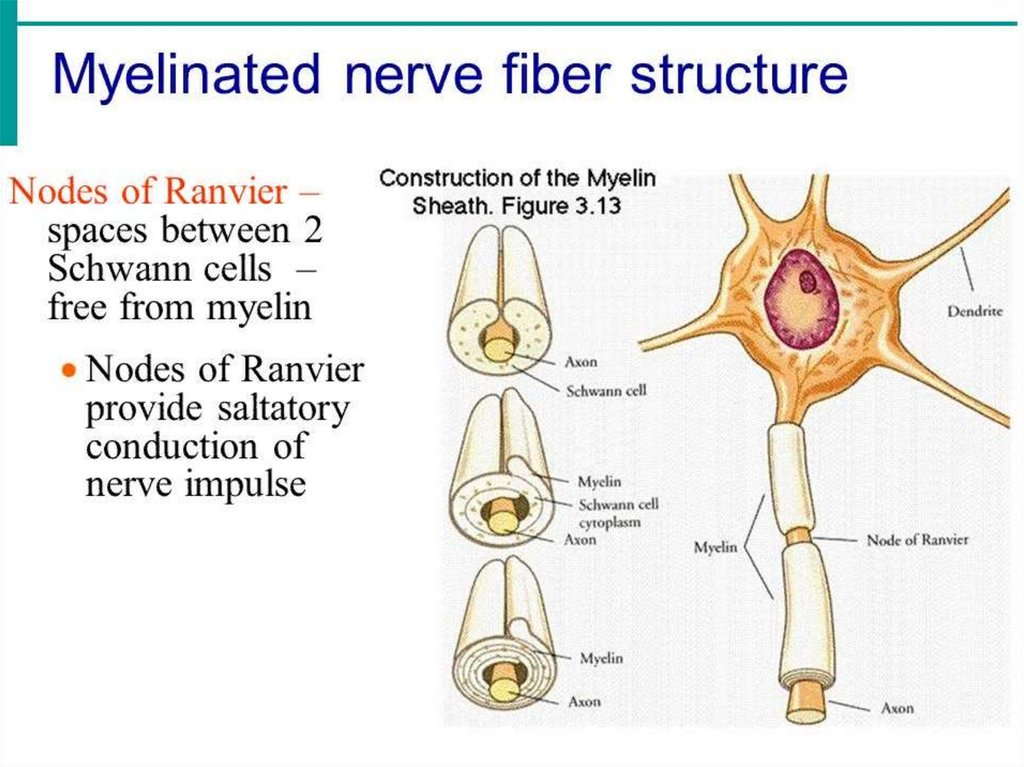 Myelinated nerve fiber structure
Nodes of Ranvier –
spaces between 2
Schwann cells –
free from myelin
• Nodes of Ranvier
provide saltatory
conduction of
nerve impulse
Construction of the Myelin
Sheath. Figure 3.13
Axon
Schwann cell
Myelin
Schwann cell
cytoplasm
Axon
Myelin
Axon
Dendrite
Myelin
Node of Ranvier
Axon